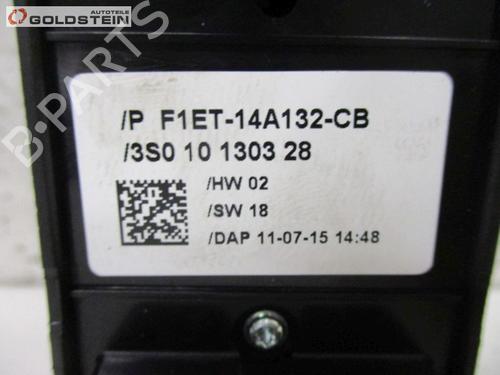 AUTOTEILE
GOLDSTEIN
B-PARTS
/P F1ET-14A132-CB
/3S0 10 1303 28
/HW 02
/SW 18
/DAP 11-07-15 14:48